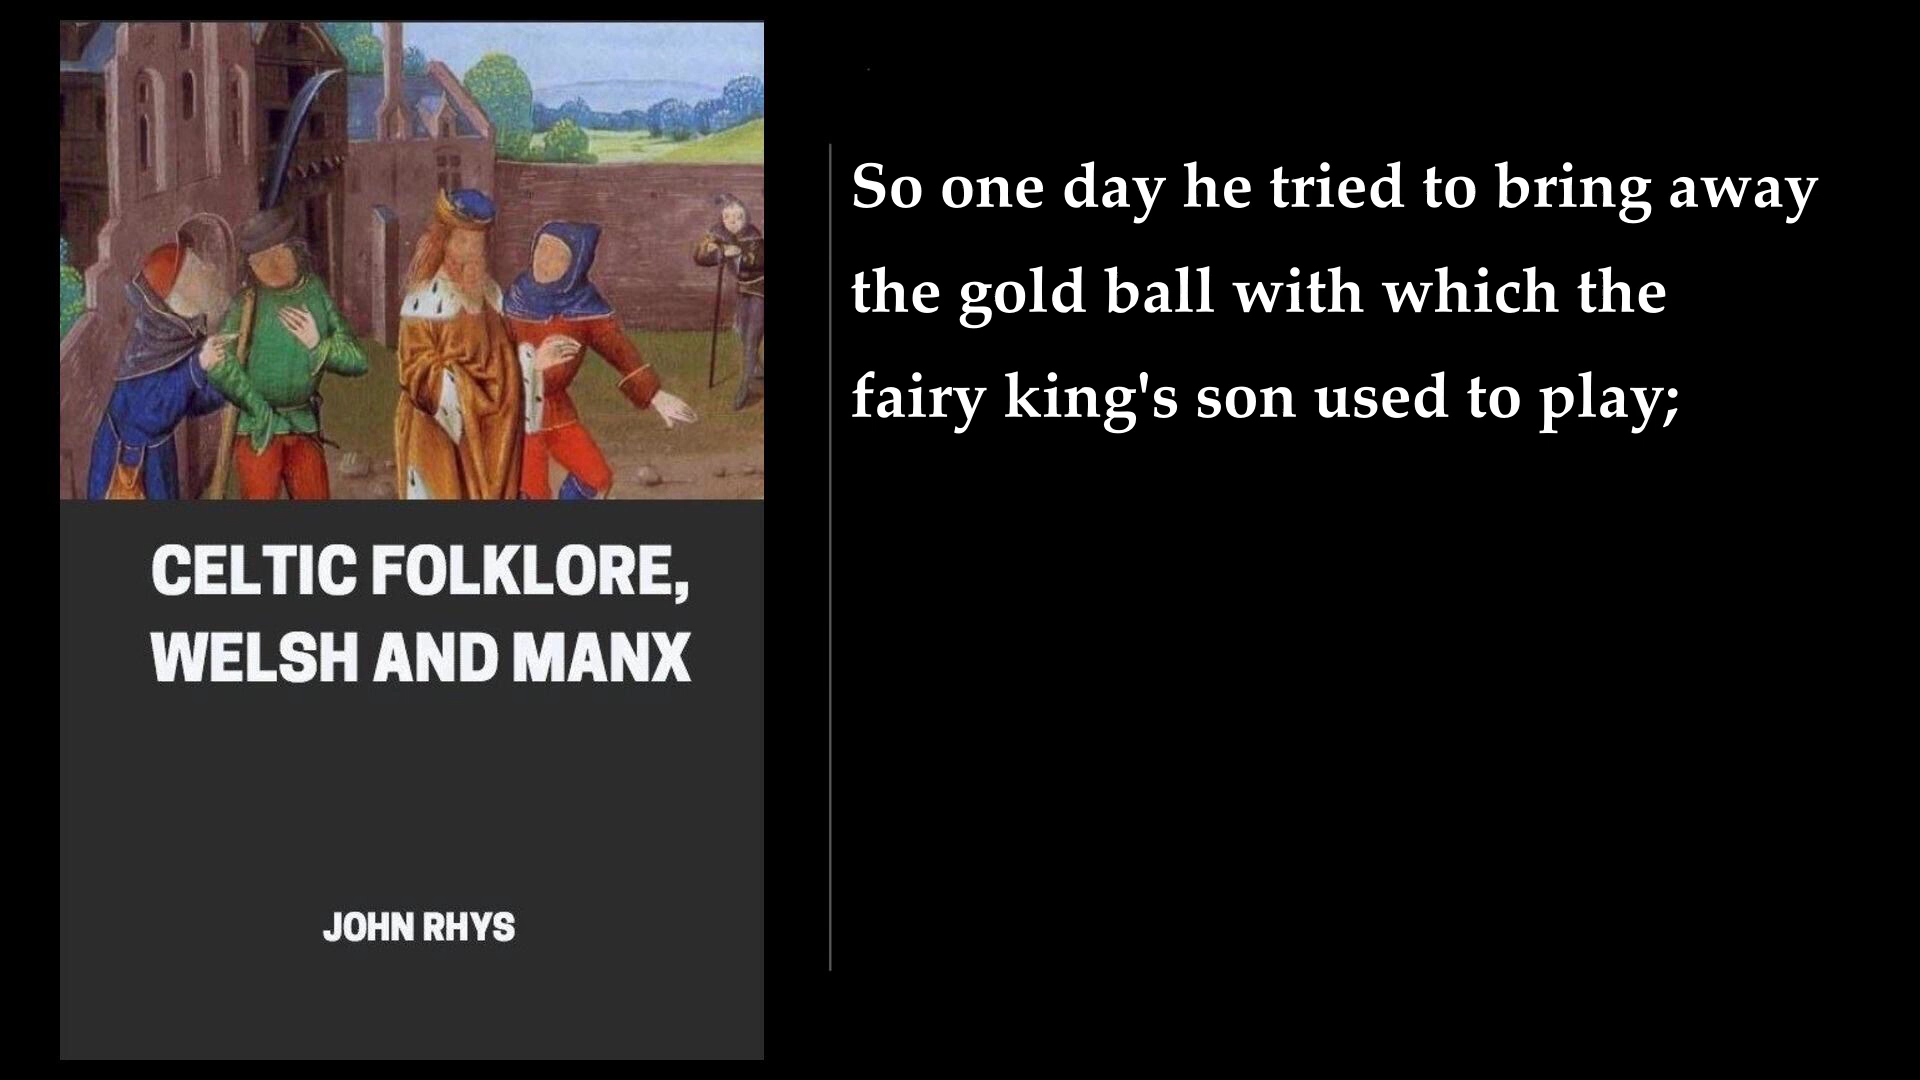 So one day he tried to bring away
the gold ball with which the
fairy king's son used to play;
CELTIC FOLKLORE,
WELSH AND MANX
JOHN RHYS